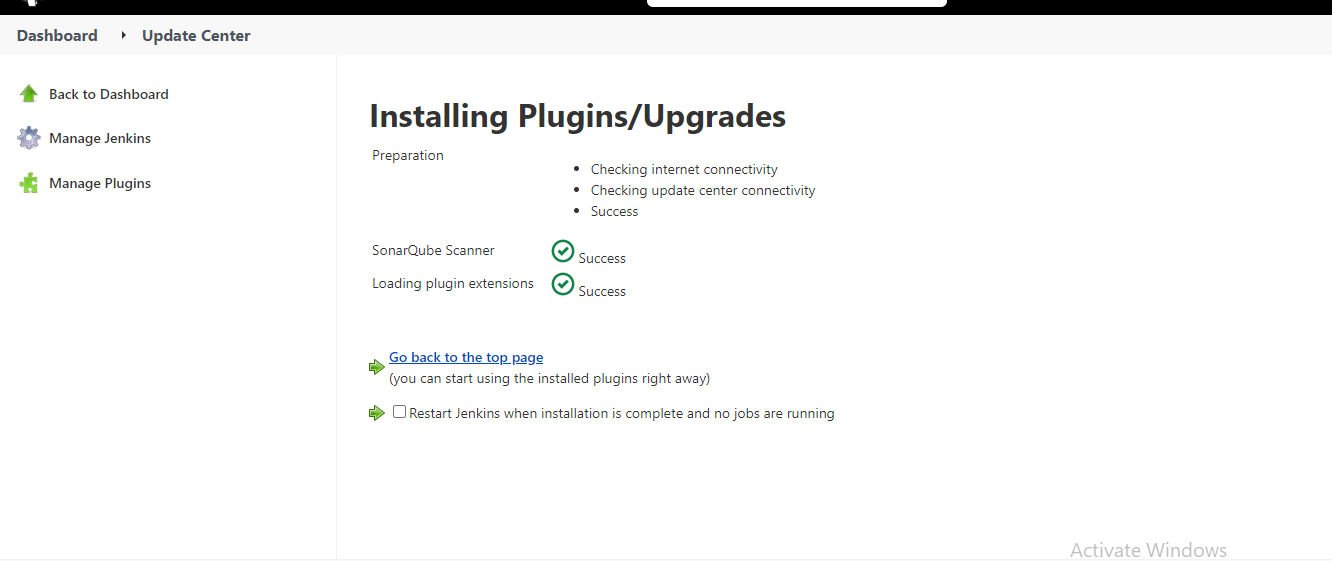 Dashboard Update Center
Back to Dashboard
Manage Jenkins
Manage Plugins
Installing Plugins/Upgrades
Preparation
Checking internet connectivity
Checking update center connectivity
Success
SonarQube Scanner Success
Loading plugin extensions Success
Go back to the top page
(you can start using the installed plugins right away)
Restart Jenkins when installation is complete and no jobs are running
Activate Windows